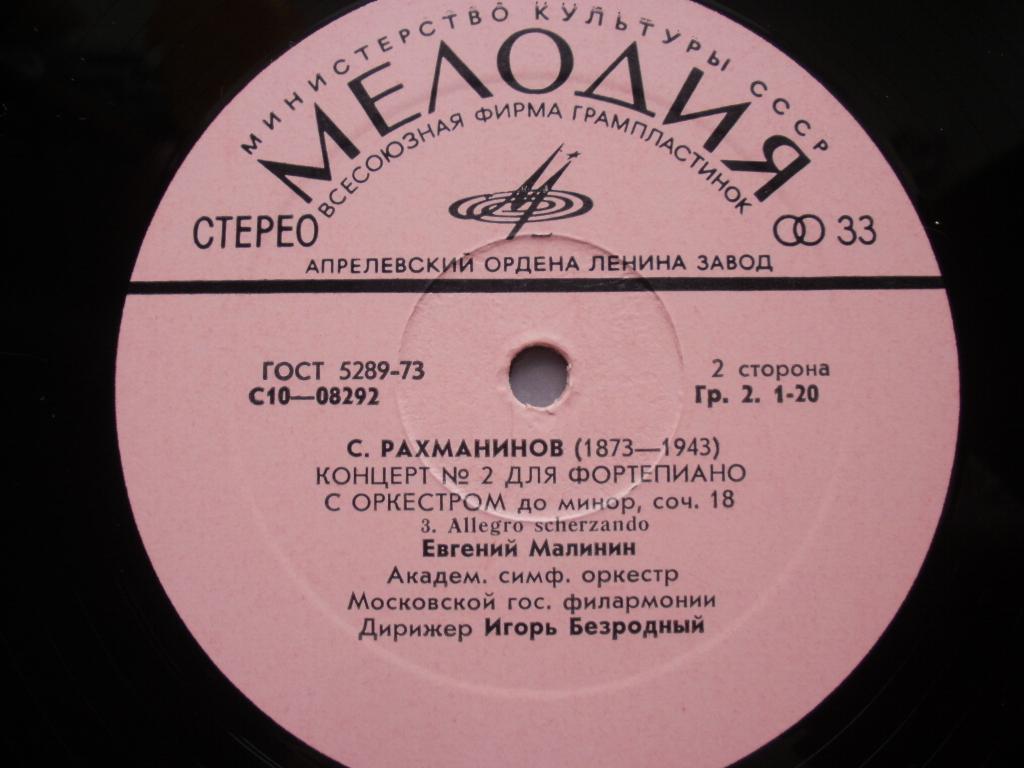 МИНИСТЕРСТВО КУЛЬТУРЫ СССР
МЕЛОДИЯ
ВСЕСОЮЗНАЯ ФИРМА ГРАМПЛАСТИНОК
СТЕРЕО
33
АПРЕЛЕВСКИЙ ОРДЕНА ЛЕНИНА ЗАВОД
ГОСТ 5289-73
2 сторона
С10—08292
Гр. 2. 1-20
С. РАХМАНИНОВ (1873—1943)
КОНЦЕРТ № 2 ДЛЯ ФОРТЕПИАНО
С ОРКЕСТРОМ до минор, соч. 18
3. Allegro scherzando
Евгений Малинин
Академ. симф. оркестр
Московской гос. филармонии
Дирижер Игорь Безродный